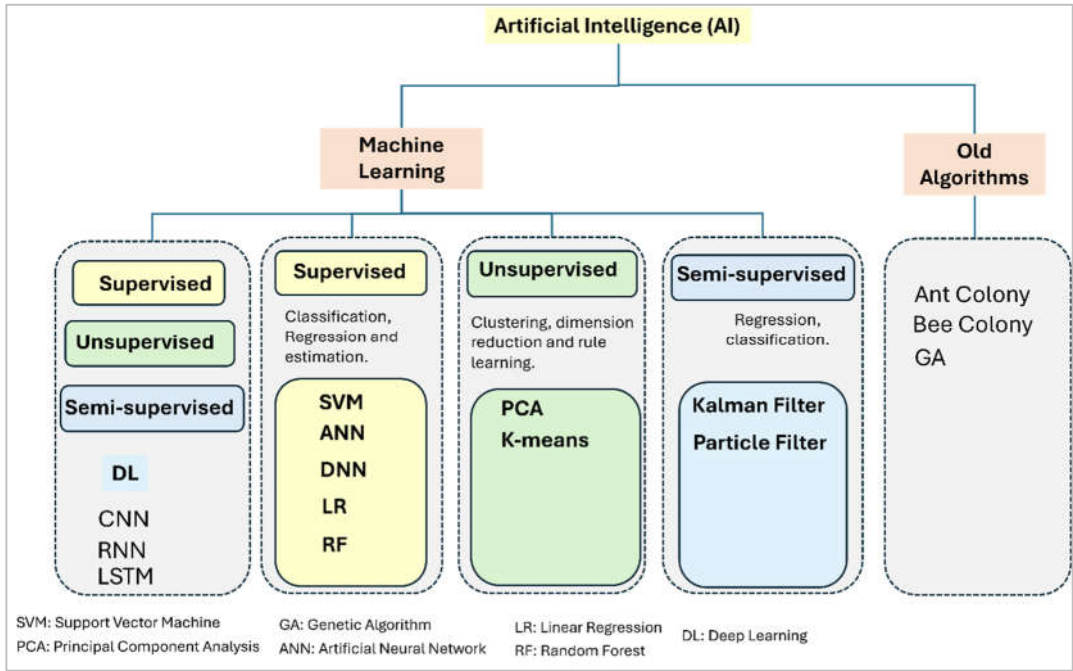 Artificial Intelligence (AI)
Machine
Learning
Old
Algorithms
Supervised
Unsupervised
Semi-supervised
DL
CNN
RNN
LSTM
Supervised
Classification,
Regression and
estimation.
SVM
ANN
DNN
LR
RF
Unsupervised
Clustering, dimension
reduction and rule
learning.
PCA
K-means
Semi-supervised
Regression,
classification.
Kalman Filter
Particle Filter
Ant Colony
Bee Colony
GA
SVM: Support Vector Machine
PCA: Principal Component Analysis
GA: Genetic Algorithm
ANN: Artificial Neural Network
LR: Linear Regression
RF: Random Forest
DL: Deep Learning